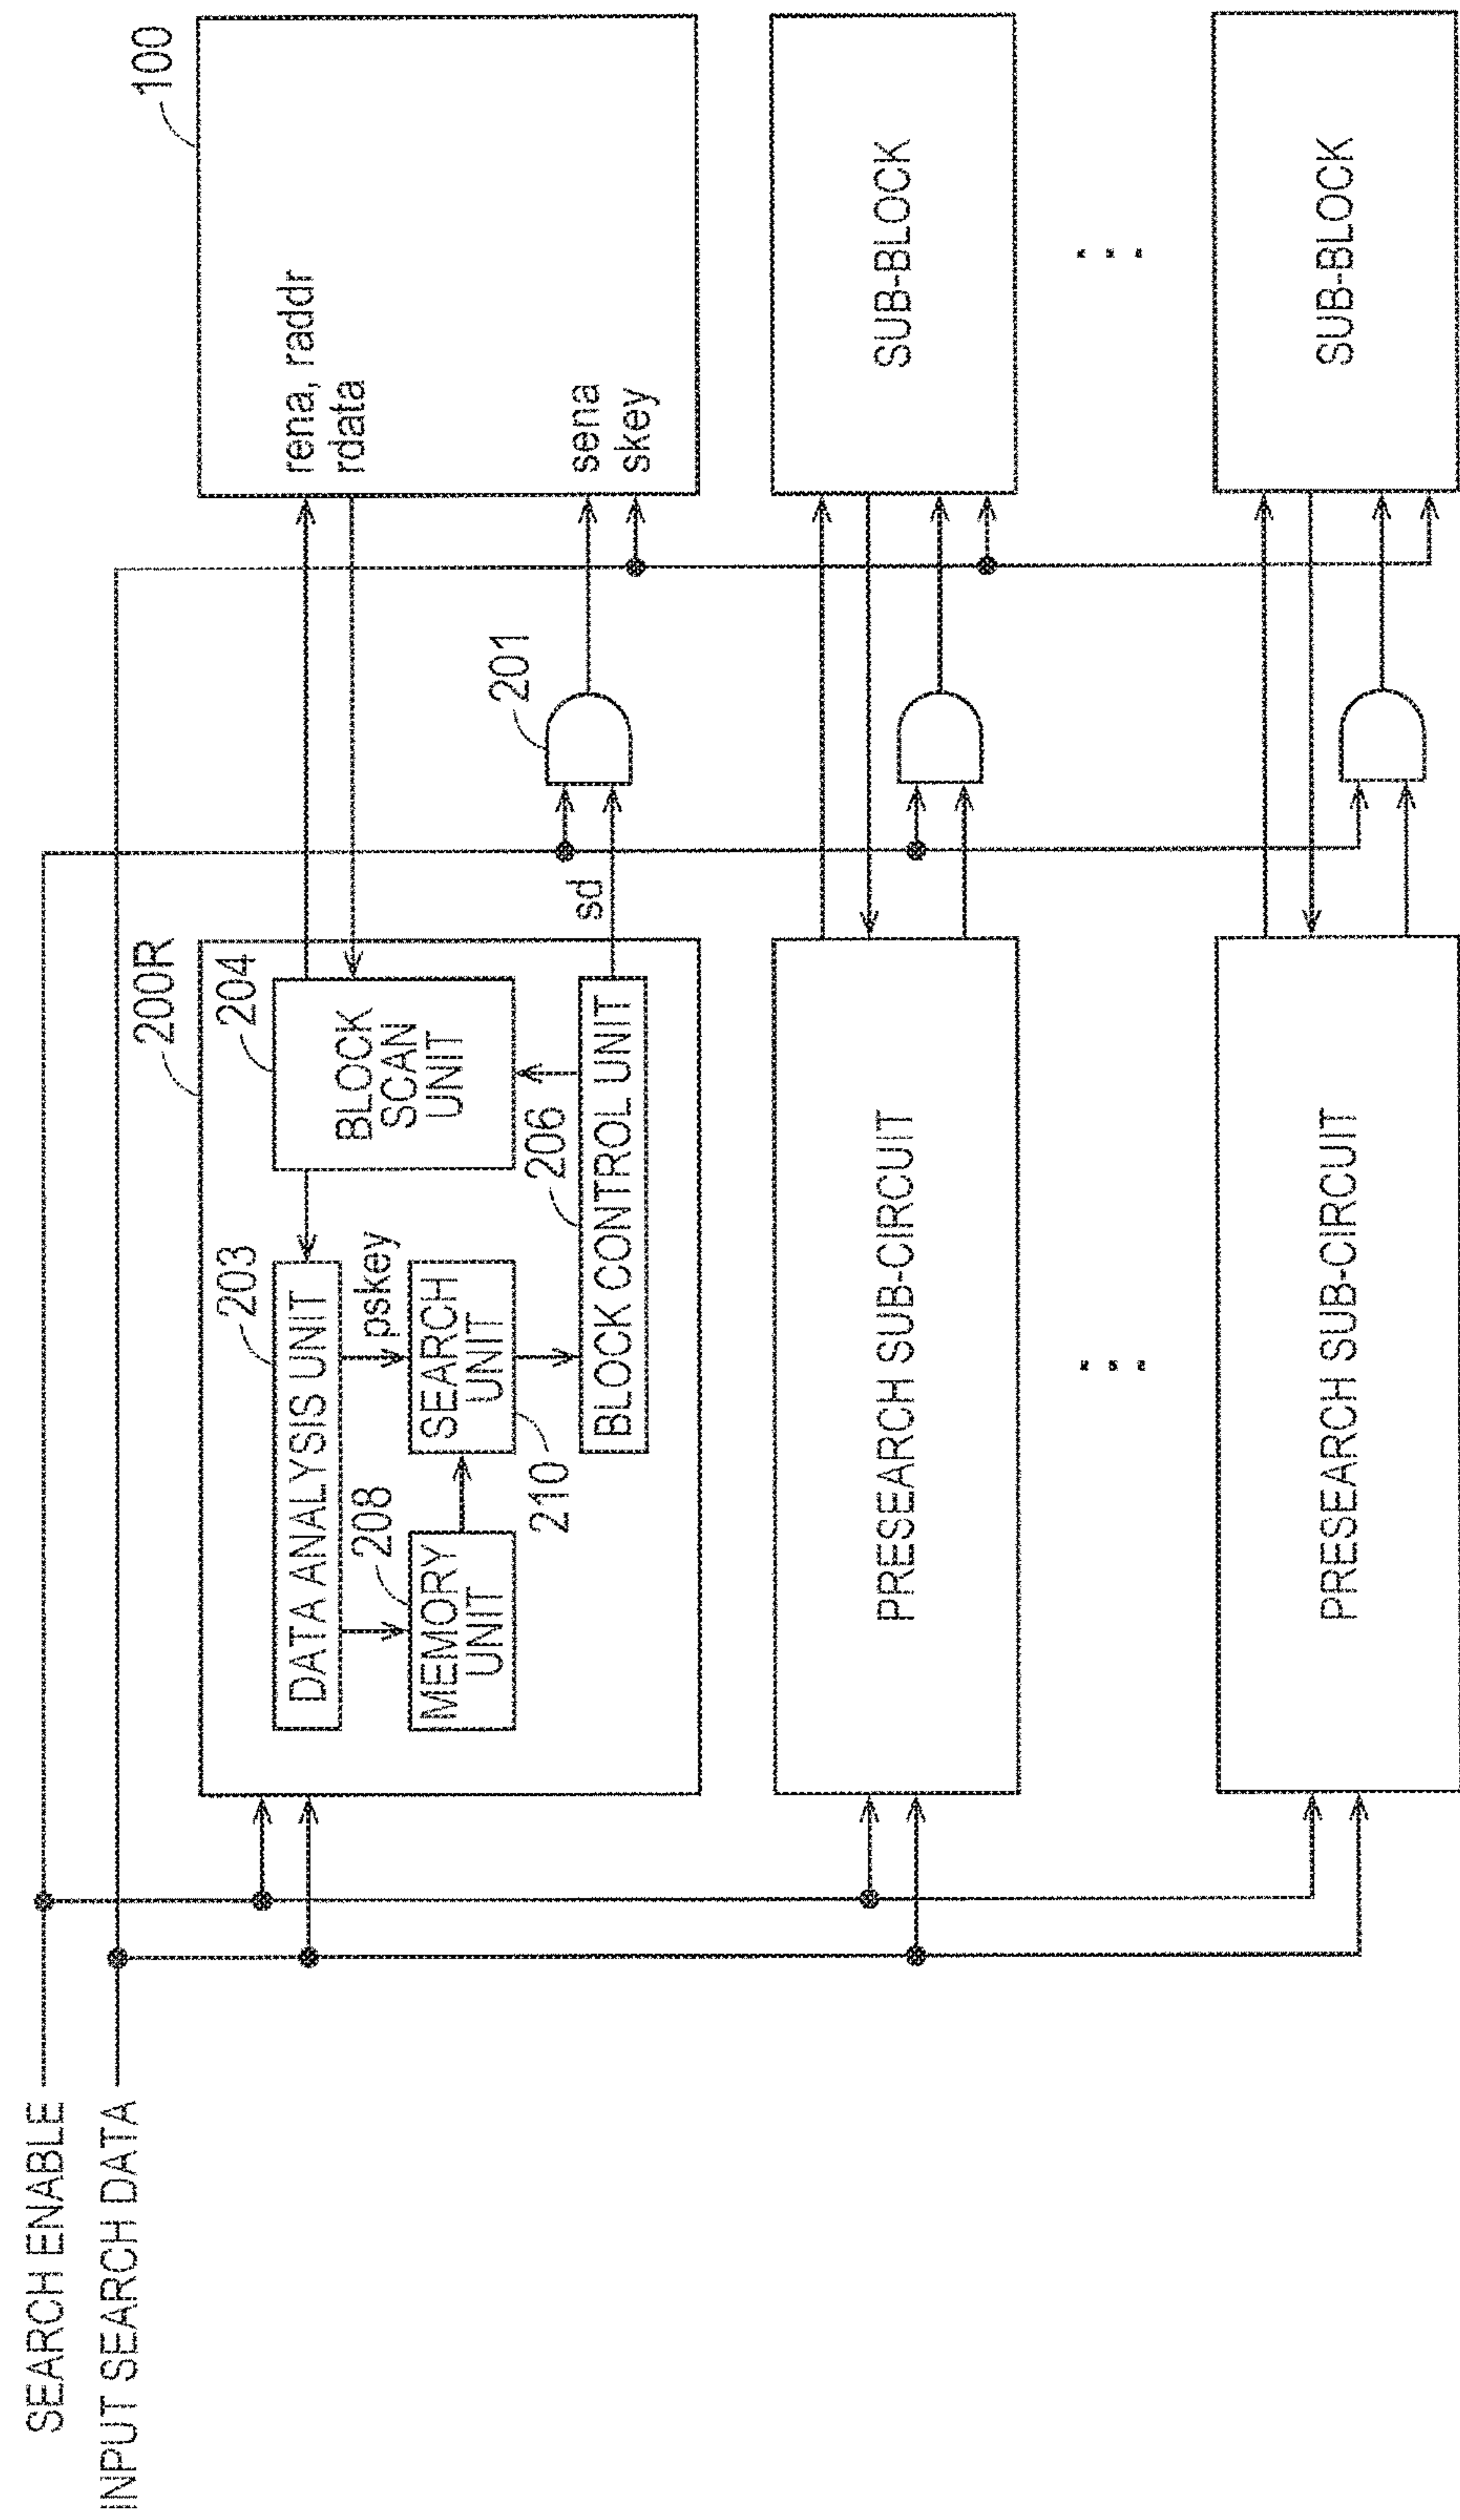 SEARCH ENABLE
INPUT SEARCH DATA
200R
203
DATA ANALYSIS UNIT
204
BLOCK
SCAN
UNIT
208
MEMORY
UNIT
pskey
SEARCH
UNIT
210
206
BLOCK CONTROL UNIT
sd
201
100
rena, raddr
rdata
sena
skey
PRESEARCH SUB-CIRCUIT
SUB-BLOCK
...
...
PRESEARCH SUB-CIRCUIT
SUB-BLOCK